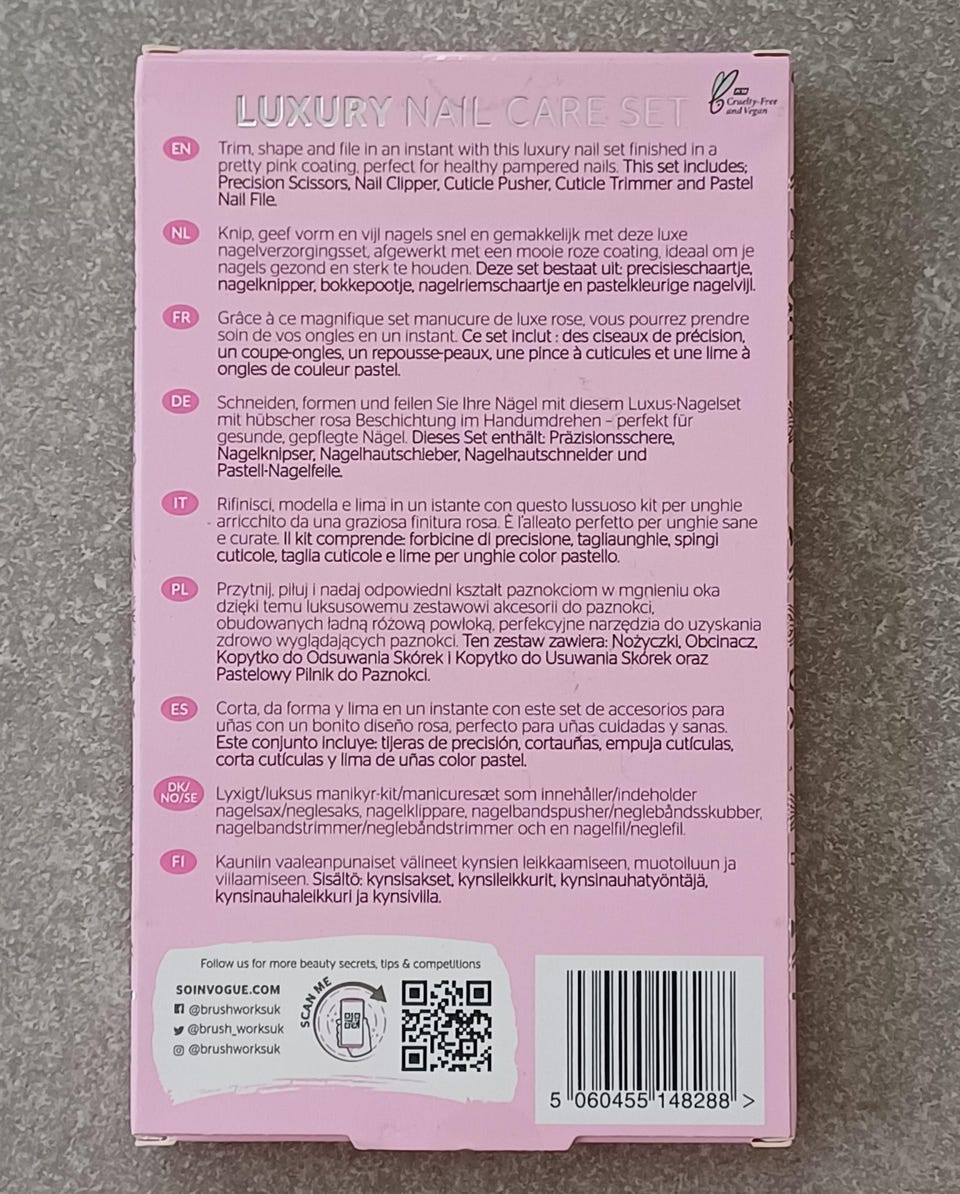 LUXURY NAIL CARE SET
Cruelty-Free
and Vegan
EN
Trim, shape and file in an instant with this luxury nail set finished in a
pretty pink coating, perfect for healthy pampered nails. This set includes;
Precision Scissors, Nail Clipper, Cuticle Pusher, Cuticle Trimmer and Pastel
Nail File.
NL
Knip, geef vorm en vijl nagels snel en gemakkelijk met deze luxe
nagelverzorgingsset, afgewerkt met een mooie roze coating, ideaal om je
nagels gezond en sterk te houden. Deze set bestaat uit: precisieschaartje,
nagelknipper, bokkepootje, nagelriemschaartje en pastelkleurige nagelvijl.
FR
Grâce à ce magnifique set manucure de luxe rose, vous pourrez prendre
soin de vos ongles en un instant. Ce set inclut : des ciseaux de précision,
un coupe-ongles, un repousse-peaux, une pince à cuticules et une lime à
ongles de couleur pastel.
DE
Schneiden, formen und feilen Sie Ihre Nägel mit diesem Luxus-Nagelset
mit hübscher rosa Beschichtung im Handumdrehen – perfekt für
gesunde, gepflegte Nägel. Dieses Set enthält: Präzisionsschere,
Nagelknipser, Nagelhautschieber, Nagelhautschneider und
Pastell-Nagelfeile.
IT
Rifinisci, modella e lima in un istante con questo lussuoso kit per unghie
arricchito da una graziosa finitura rosa. È l'alleato perfetto per unghie sane
e curate. Il kit comprende: forbicine di precisione, tagliaunghie, spingi
cuticole, taglia cuticole e lime per unghie color pastello.
PL
Przytnij, piłuj i nadaj odpowiedni kształt paznokciom w mgnieniu oka
dzięki temu luksusowemu zestawowi akcesorii do paznokci,
obudowanych ładną różową powłoką, perfekcyjne narzędzia do uzyskania
zdrowo wyglądających paznokci. Ten zestaw zawiera: Nożyczki, Obcinacz,
Kopytko do Odsuwania Skórek i Kopytko do Usuwania Skórek oraz
Pastelowy Pilnik do Paznokci.
ES
Corta, da forma y lima en un instante con este set de accesorios para
uñas con un bonito diseño rosa, perfecto para uñas cuidadas y sanas.
Este conjunto incluye: tijeras de precisión, cortauñas, empuja cutículas,
corta cutículas y lima de uñas color pastel.
DK/
NO/SE
Lyxigt/luksus manikyr-kit/manicuresæt som innehåller/indeholder
nagelsax/neglesaks, nagelklippare, nagelbandspusher/neglebåndsskubber,
nagelbandstrimmer/neglebåndstrimmer och en nagelfil/neglefil.
FI
Kauniin vaaleanpunaiset välineet kynsien leikkaamiseen, muotoiluun ja
viilaamiseen. Sisältö: kynsisakset, kynsileikkurit, kynsinauhatyöntäjä,
kynsinauhaleikkuri ja kynsiviila.
Follow us for more beauty secrets, tips & competitions
SOINVOGUE.COM
@brushworksuk
@brush_worksuk
@brushworksuk
SCAN ME
5 060455 148288 >